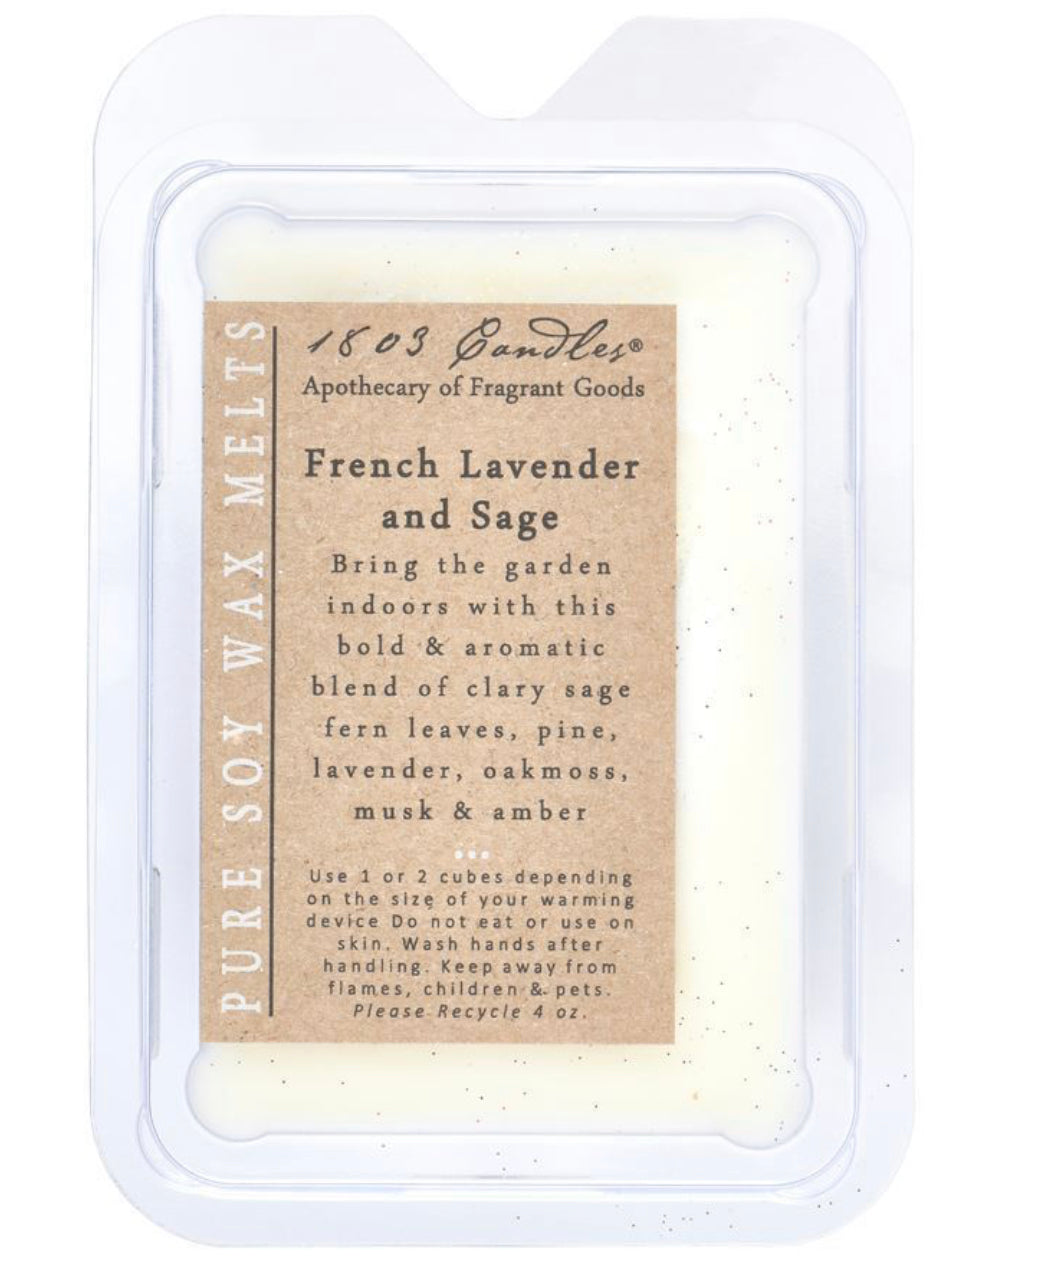 PURE SOY WAX MELTS
1803 Candles®
Apothecary of Fragrant Goods
French Lavender
and Sage
Bring the garden
indoors with this
bold & aromatic
blend of clary sage
fern leaves, pine,
lavender, oakmoss,
musk & amber
Use 1 or 2 cubes depending
on the size of your warming
device Do not eat or use on
skin. Wash hands after
handling. Keep away from
flames, children & pets.
Please Recycle 4 oz.